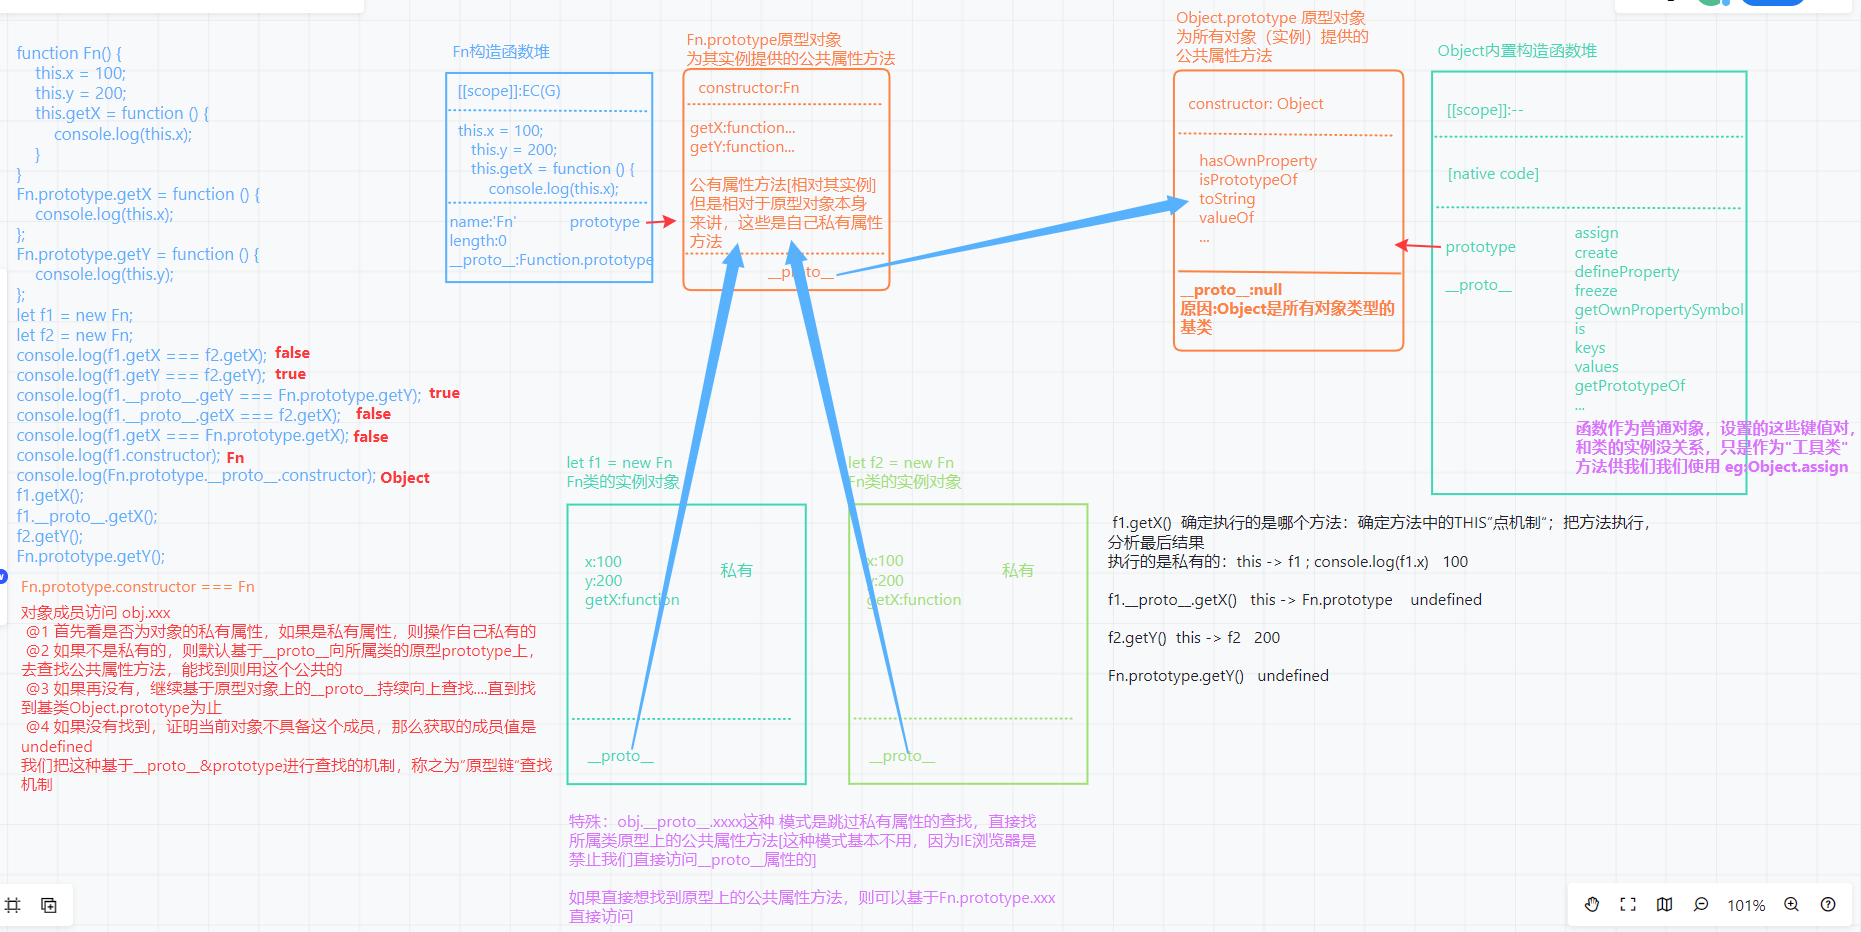 function Fn() {
this.x = 100;
this.y = 200;
this.getX = function () {
console.log(this.x);
}
}
Fn.prototype.getX = function () {
console.log(this.x);
};
Fn.prototype.getY = function () {
console.log(this.y);
};
let f1 = new Fn;
let f2 = new Fn;
console.log(f1.getX === f2.getX); false
console.log(f1.getY === f2.getY); true
console.log(f1.__proto__.getY === Fn.prototype.getY); true
console.log(f1.__proto__.getX === f2.getX); false
console.log(f1.getX === Fn.prototype.getX); false
console.log(f1.constructor); Fn
console.log(Fn.prototype.__proto__.constructor); Object
f1.getX();
f1.__proto__.getX();
f2.getY();
Fn.prototype.getY();
Fn.prototype.constructor === Fn
对象成员访问 obj.xxx
@1 首先看是否为对象的私有属性，如果是私有属性，则操作自己私有的
@2 如果不是私有的，则默认基于__proto__向所属类的原型prototype上，
去查找公共属性方法，能找到则用这个公共的
@3 如果再没有，继续基于原型对象上的__proto__持续向上查找....直到找
到基类Object.prototype为止
@4 如果没有找到，证明当前对象不具备这个成员，那么获取的成员值是
undefined
我们把这种基于__proto__&prototype进行查找的机制，称之为“原型链“查找
机制
Fn构造函数堆
[[scope]]:EC(G)
this.x = 100;
this.y = 200;
this.getX = function () {
console.log(this.x);
name:'Fn' prototype
length:0
__proto__:Function.prototype
Fn.prototype原型对象
为其实例提供的公共属性方法
constructor:Fn
getX:function...
getY:function...
公有属性方法[相对其实例]
但是相对于原型对象本身
来讲，这些是自己私有属性
方法
__proto__
Object.prototype 原型对象
为所有对象（实例）提供的
公共属性方法
constructor: Object
hasOwnProperty
isPrototypeOf
toString
valueOf
...
__proto__:null
原因:Object是所有对象类型的
基类
Object内置构造函数堆
[[scope]]:--
[native code]
prototype
__proto__
assign
create
defineProperty
freeze
getOwnPropertySymbol
is
keys
values
getPrototypeOf
...
函数作为普通对象，设置的这些键值对，
和类的实例没关系，只是作为"工具类"
方法供我们我们使用 eg:Object.assign
let f1 = new Fn
Fn类的实例对象
x:100
y:200
getX:function
私有
__proto__
let f2 = new Fn
Fn类的实例对象
x:100
y:200
getX:function
私有
__proto__
f1.getX() 确定执行的是哪个方法：确定方法中的THIS“点机制“；把方法执行，
分析最后结果
执行的是私有的：this -> f1 ; console.log(f1.x) 100
f1.__proto__.getX() this -> Fn.prototype undefined
f2.getY() this -> f2 200
Fn.prototype.getY() undefined
特殊：obj.__proto__.xxxx这种 模式是跳过私有属性的查找，直接找
所属类原型上的公共属性方法[这种模式基本不用，因为IE浏览器是
禁止我们直接访问__proto__属性的]
如果直接想找到原型上的公共属性方法，则可以基于Fn.prototype.xxx
直接访问
101%